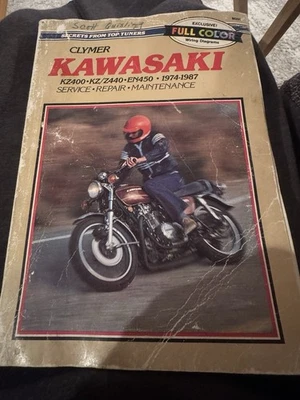 EXCLUSIVE!
FULL COLOR
Wiring Diagrams
SECRETS FROM TOP TUNERS
CLYMER
KAWASAKI
KZ400 • KZ/Z440 • EN450 • 1974-1987
SERVICE • REPAIR • MAINTENANCE